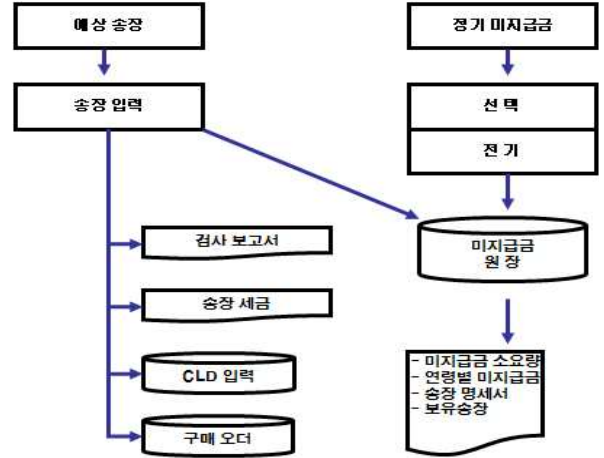 예상 송장
정기 미지급금
송장 입력
선 택
전 기
검사 보고서
미지급금
원 장
송장 세금
CLD 입력
구매 오더
- 미지급금 소요량
- 연령별 미지급금
- 송장 명세서
- 보유송장